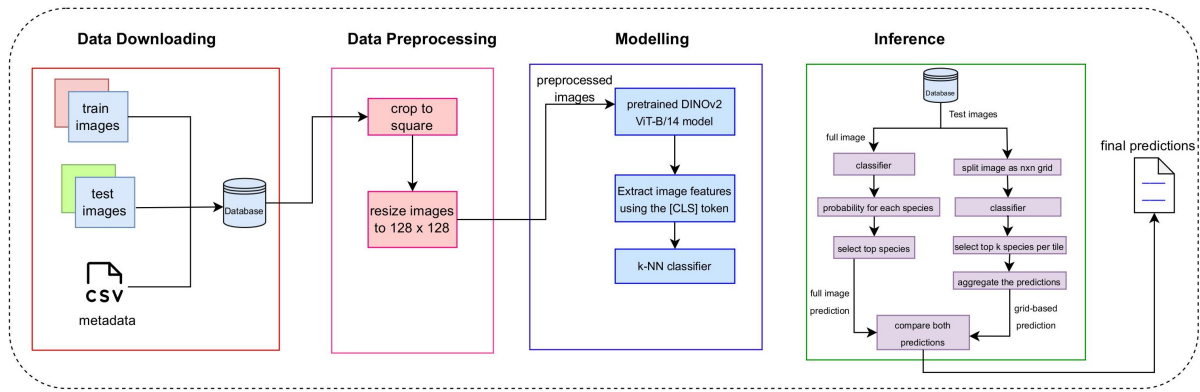 Data Downloading
train
images
test
images
CSV
metadata
Database
Data Preprocessing
crop to
square
resize images
to 128 x 128
Modelling
preprocessed
images
pretrained DINOv2
ViT-B/14 model
Extract image features
using the [CLS] token
k-NN classifier
Inference
Database
Test images
full image
classifier
probability for each species
select top species
full image
prediction
split image as nxn grid
classifier
select top k species per tile
aggregate the predictions
grid-based
prediction
compare both
predictions
final predictions